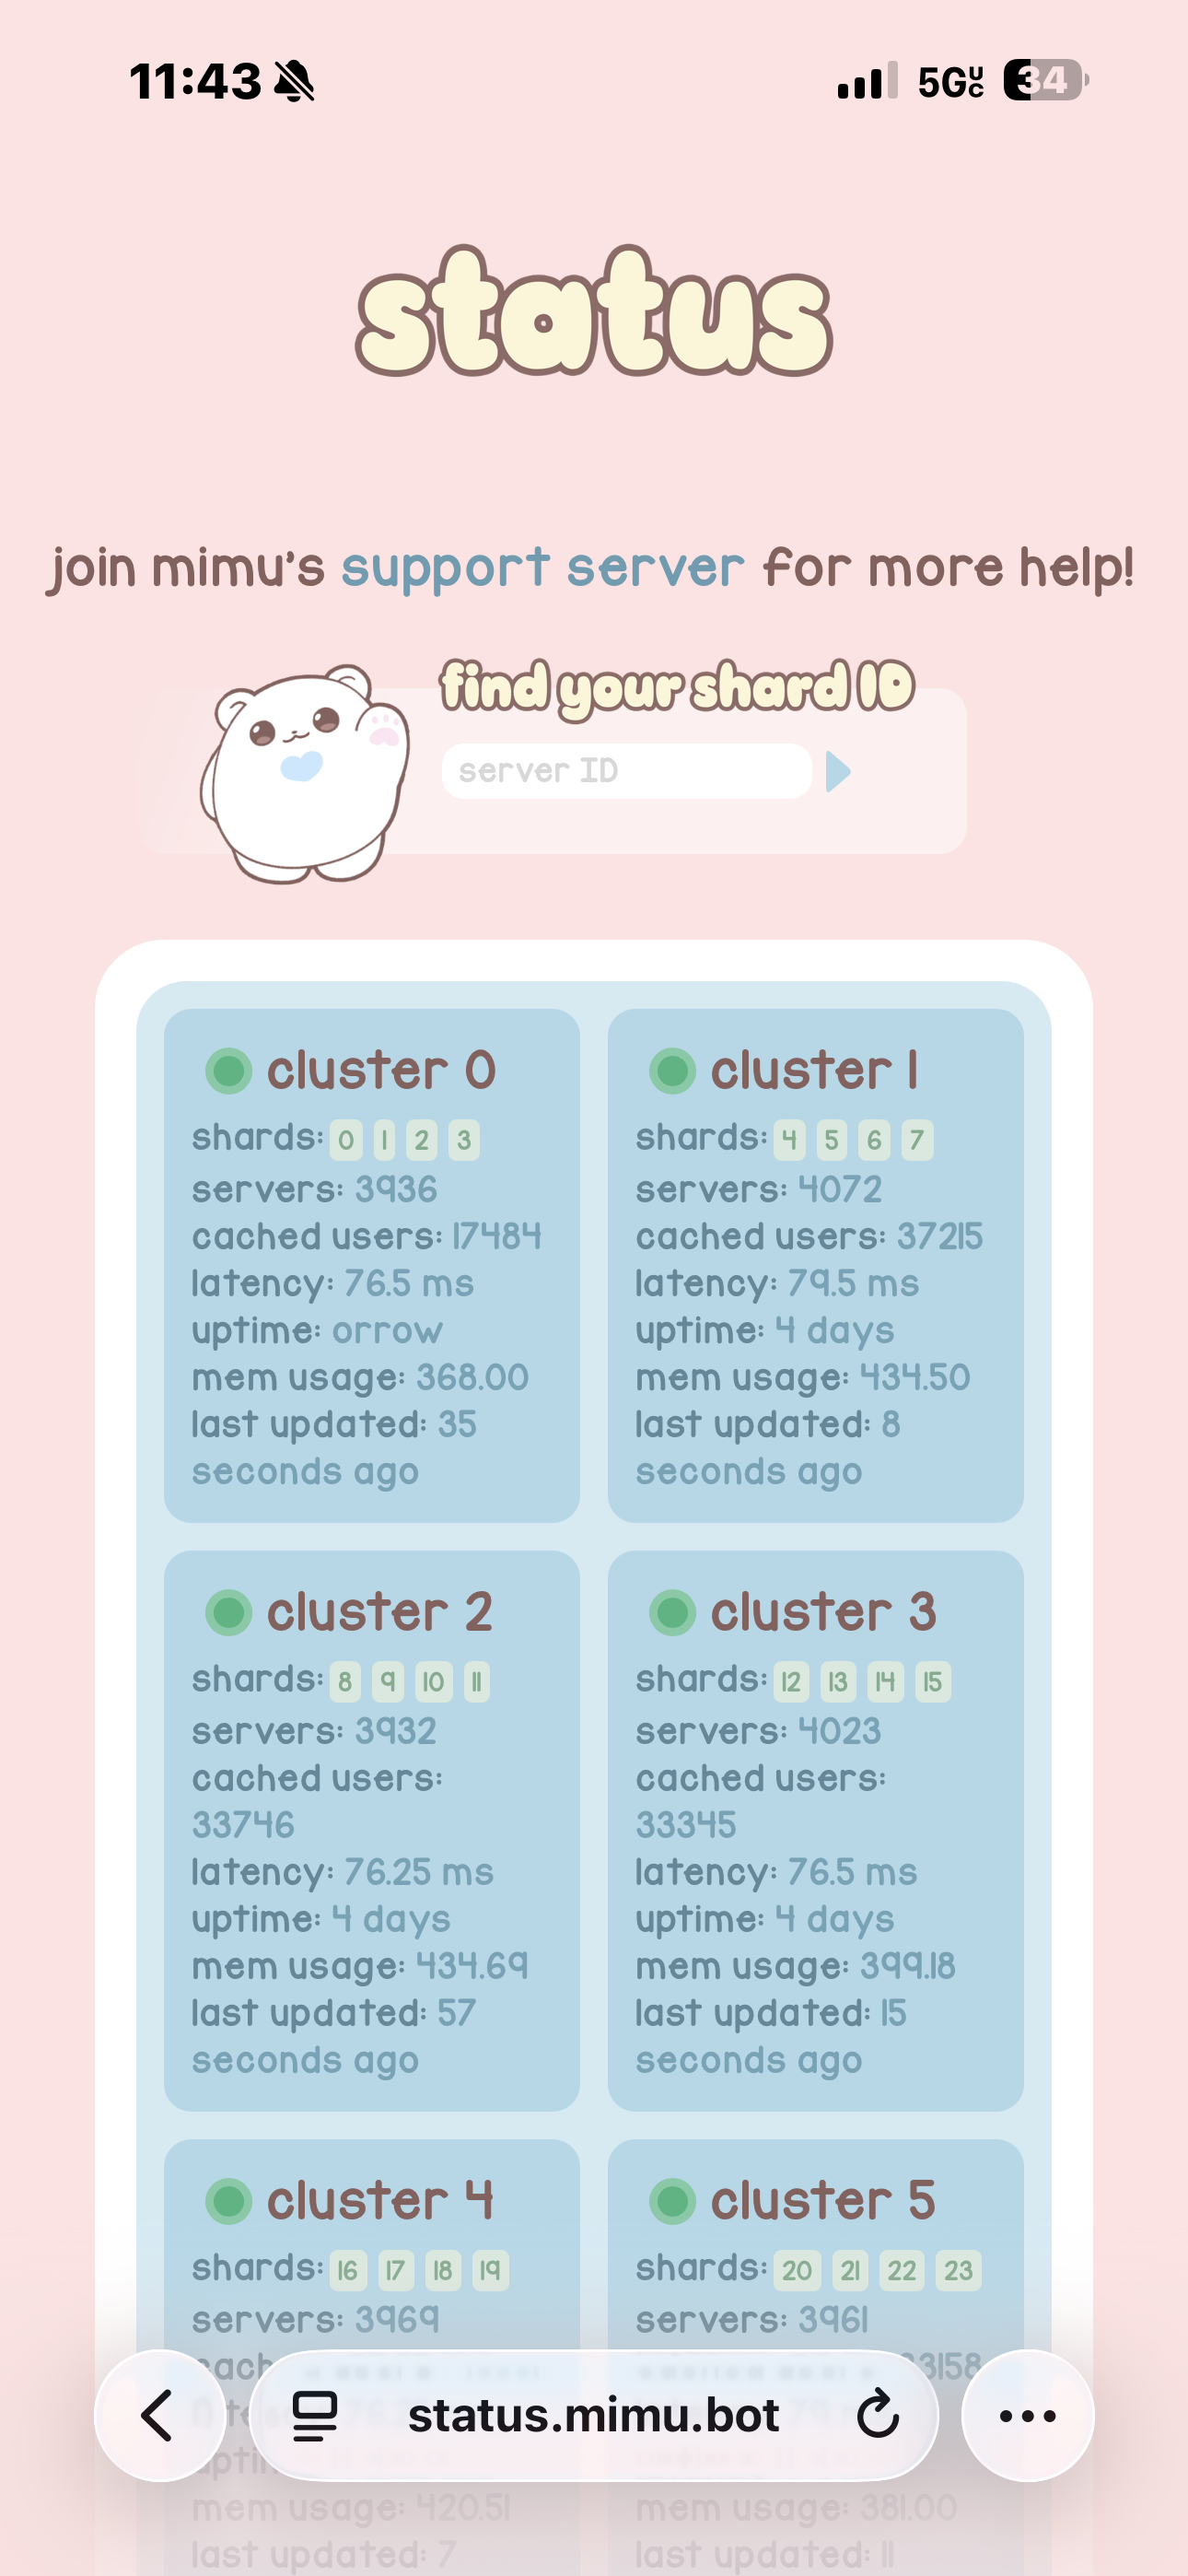 11:43
5GUC 34
status
join mimu's support server for more help!
find your shard ID
server ID
cluster 0
shards: 0 1 2 3
servers: 3936
cached users: 17484
latency: 76.5 ms
uptime: orrow
mem usage: 368.00
last updated: 35
seconds ago
cluster 1
shards: 4 5 6 7
servers: 4072
cached users: 37215
latency: 79.5 ms
uptime: 4 days
mem usage: 434.50
last updated: 8
seconds ago
cluster 2
shards: 8 9 10 11
servers: 3932
cached users:
33746
latency: 76.25 ms
uptime: 4 days
mem usage: 434.69
last updated: 57
seconds ago
cluster 3
shards: 12 13 14 15
servers: 4023
cached users:
33345
latency: 76.5 ms
uptime: 4 days
mem usage: 399.18
last updated: 15
seconds ago
cluster 4
shards: 16 17 18 19
servers: 3969
mem usage: 420.51
last updated: 7
cluster 5
shards: 20 21 22 23
servers: 3961
mem usage: 381.00
last updated: 11
status.mimu.bot